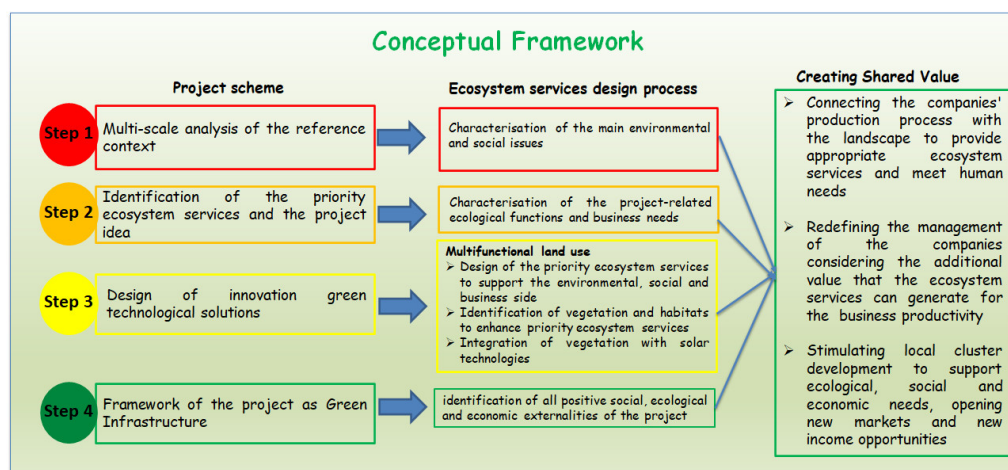 Conceptual Framework
Project scheme
Ecosystem services design process
Creating Shared Value
Step 1
Multi-scale analysis of the reference
context
Characterisation of the main environmental
and social issues
Step 2
Identification of the priority
ecosystem services and the project
idea
Characterisation of the project-related
ecological functions and business needs
Step 3
Design of innovation green
technological solutions
Multifunctional land use
➢ Design of the priority ecosystem services
to support the environmental, social and
business side
➢ Identification of vegetation and habitats
to enhance priority ecosystem services
➢ Integration of vegetation with solar
technologies
Step 4
Framework of the project as Green
Infrastructure
identification of all positive social, ecological
and economic externalities of the project
➢ Connecting the companies'
production process with
the landscape to provide
appropriate ecosystem
services and meet human
needs
➢ Redefining the management
of the companies
considering the additional
value that the ecosystem
services can generate for
the business productivity
➢ Stimulating local cluster
development to support
ecological, social and
economic needs, opening
new markets and new
income opportunities